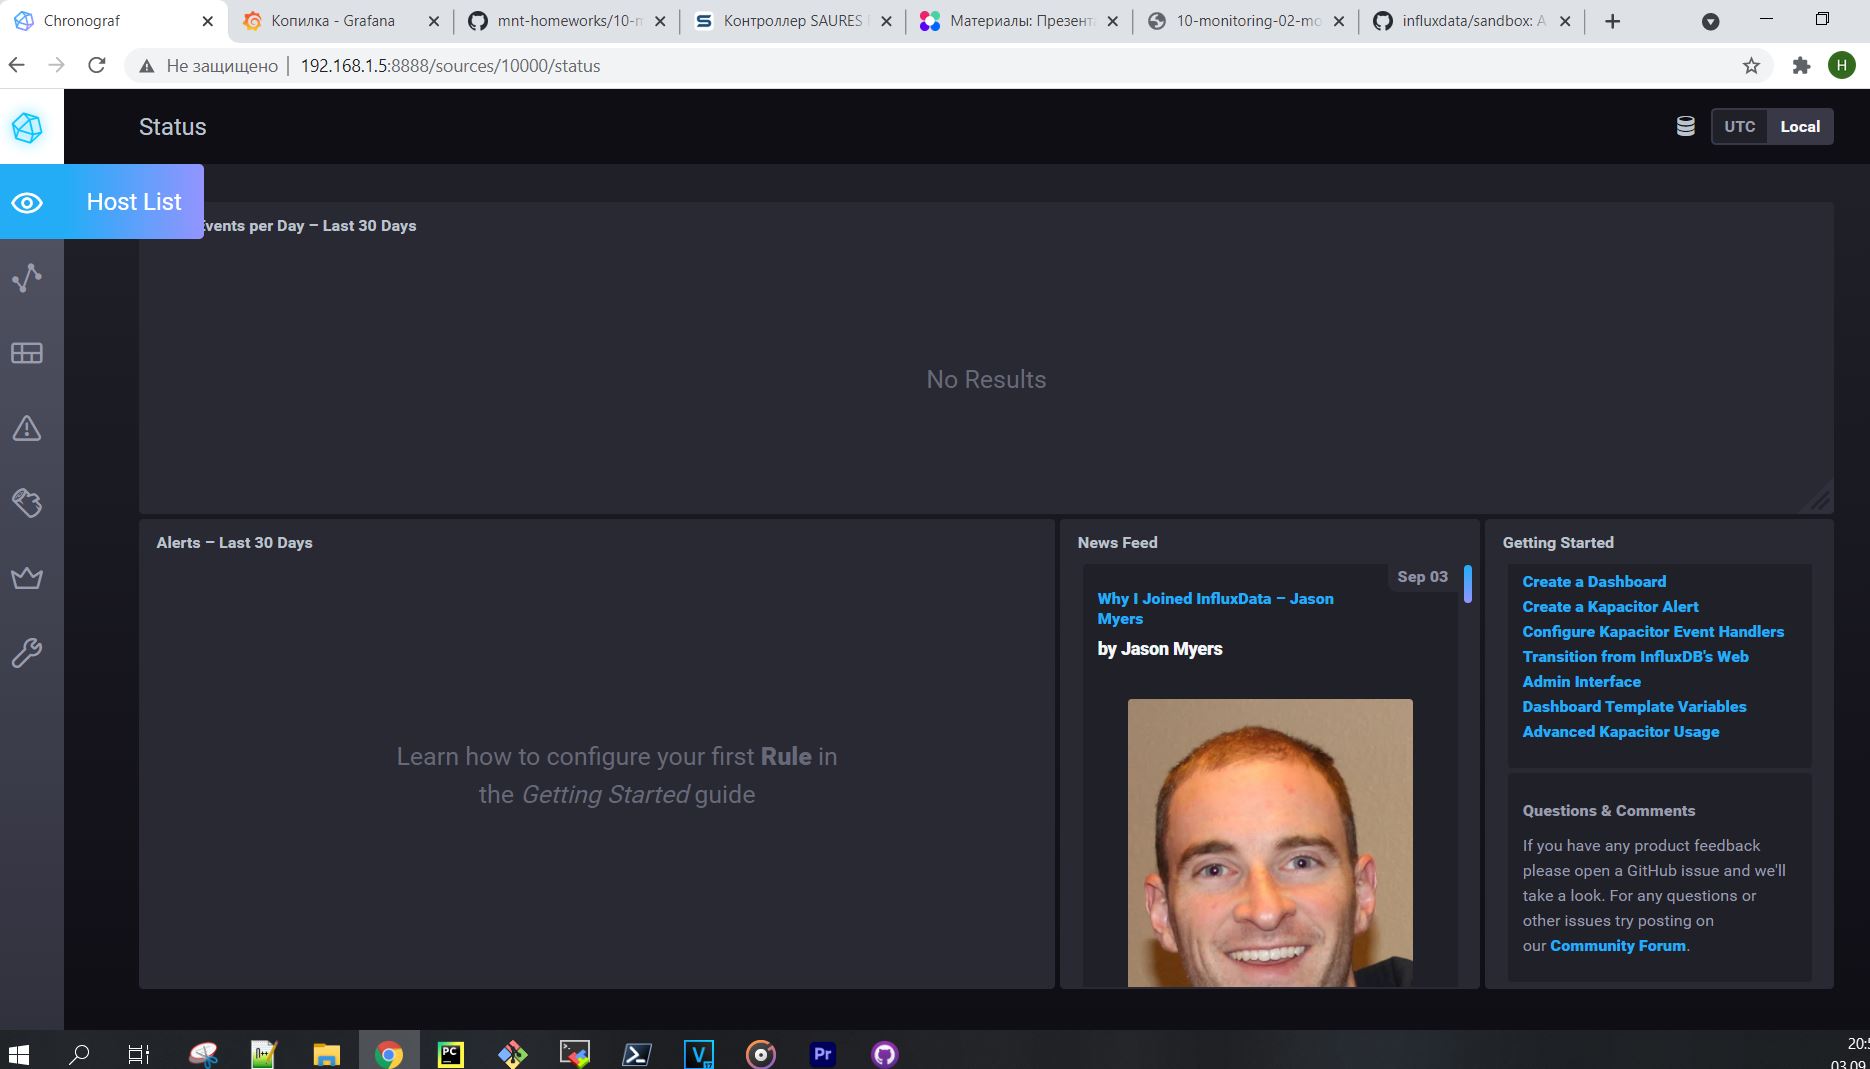 Chronograf
Копилка - Grafana
mnt-homeworks/10-m
Контроллер SAURES
Материалы: Презент
10-monitoring-02-mo
influxdata/sandbox: A
Не защищено
192.168.1.5:8888/sources/10000/status
H
Status
UTC
Local
Host List
Events per Day – Last 30 Days
No Results
Alerts – Last 30 Days
Learn how to configure your first Rule in
the Getting Started guide
News Feed
Sep 03
Why I Joined InfluxData – Jason
Myers
by Jason Myers
Getting Started
Create a Dashboard
Create a Kapacitor Alert
Configure Kapacitor Event Handlers
Transition from InfluxDB's Web
Admin Interface
Dashboard Template Variables
Advanced Kapacitor Usage
Questions & Comments
If you have any product feedback
please open a GitHub issue and we'll
take a look. For any questions or
other issues try posting on
our Community Forum.
PC
V
17
Pr
20:5
03.09